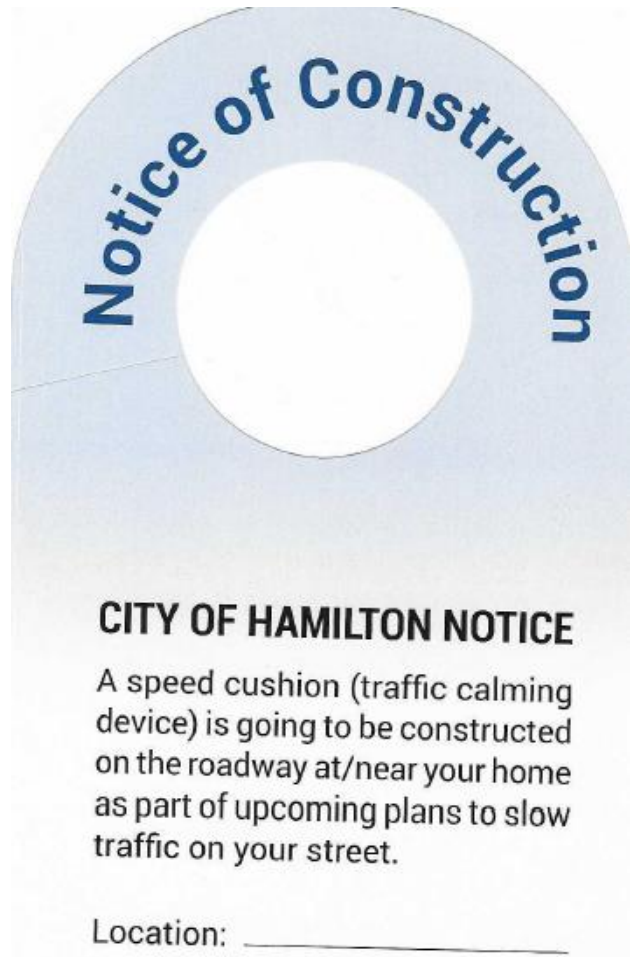 Notice of Construction
CITY OF HAMILTON NOTICE
A speed cushion (traffic calming
device) is going to be constructed
on the roadway at/near your home
as part of upcoming plans to slow
traffic on your street.
Location: